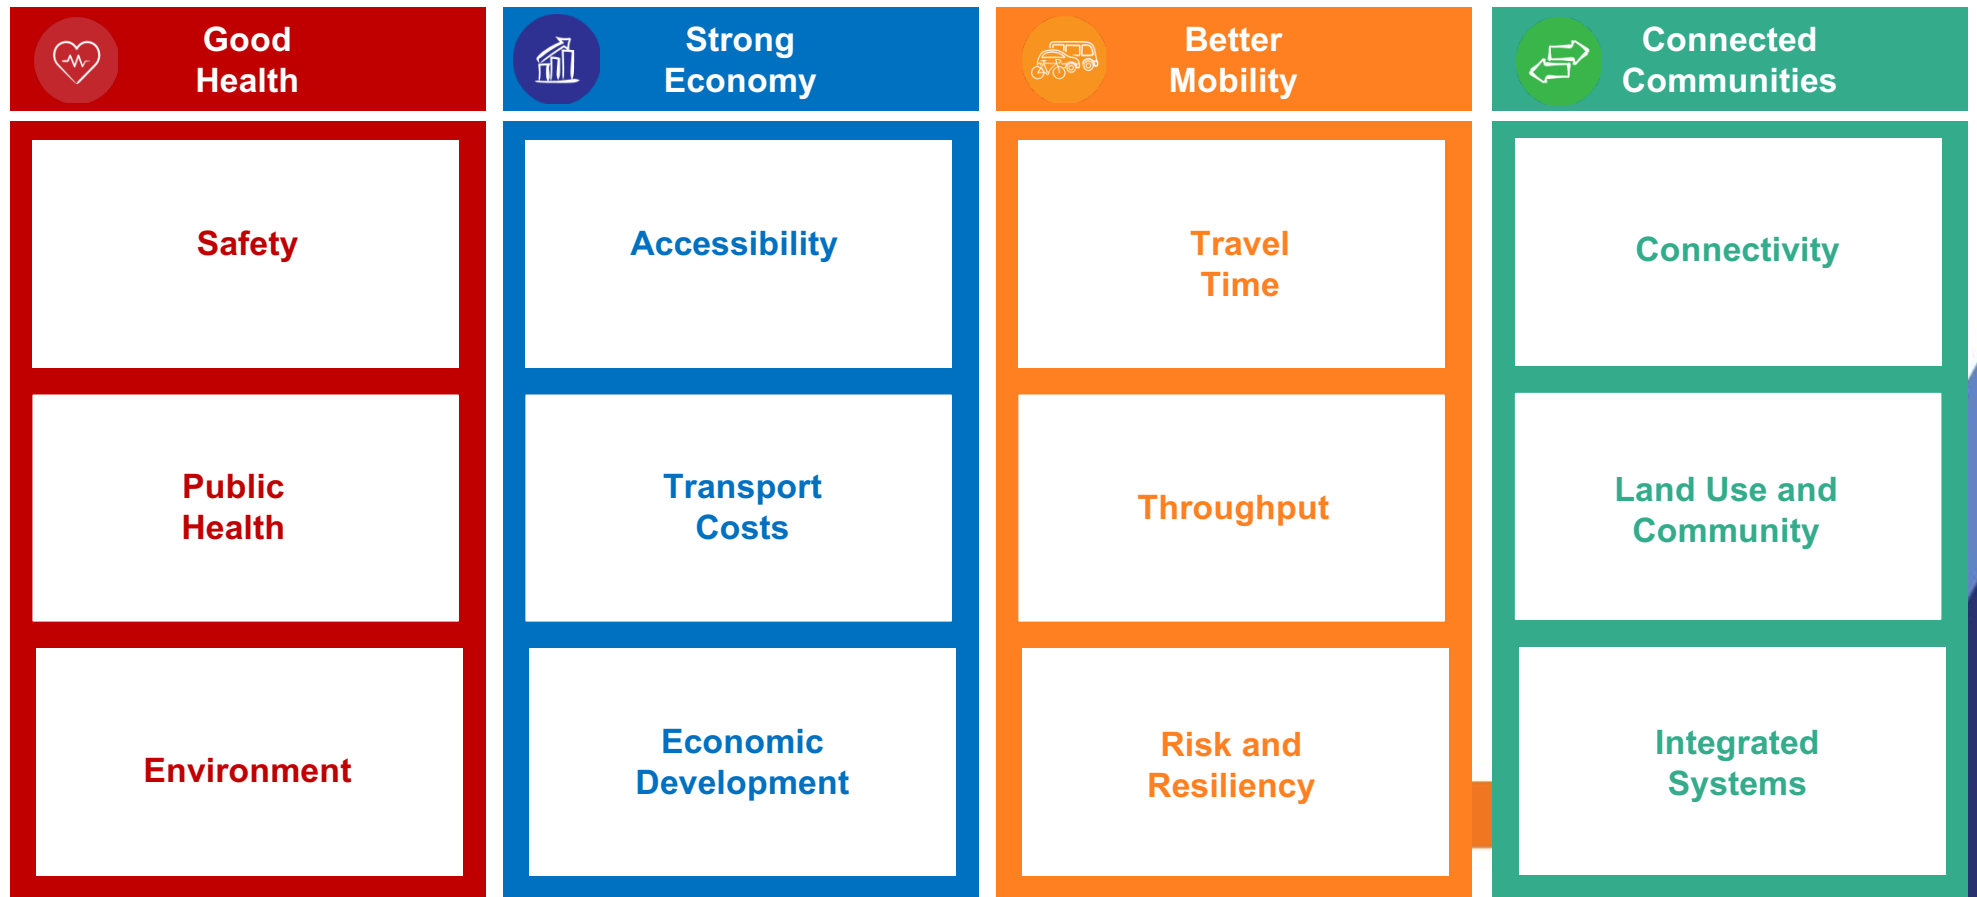 Good
Health
Strong
Economy
Better
Mobility
Connected
Communities
Safety
Accessibility
Travel
Time
Connectivity
Public
Health
Transport
Costs
Throughput
Land Use and
Community
Environment
Economic
Development
Risk and
Resiliency
Integrated
Systems